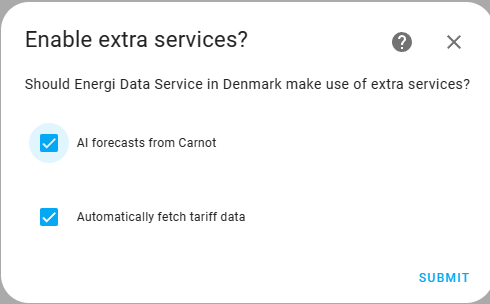 Enable extra services?
Should Energi Data Service in Denmark make use of extra services?
AI forecasts from Carnot
Automatically fetch tariff data
SUBMIT